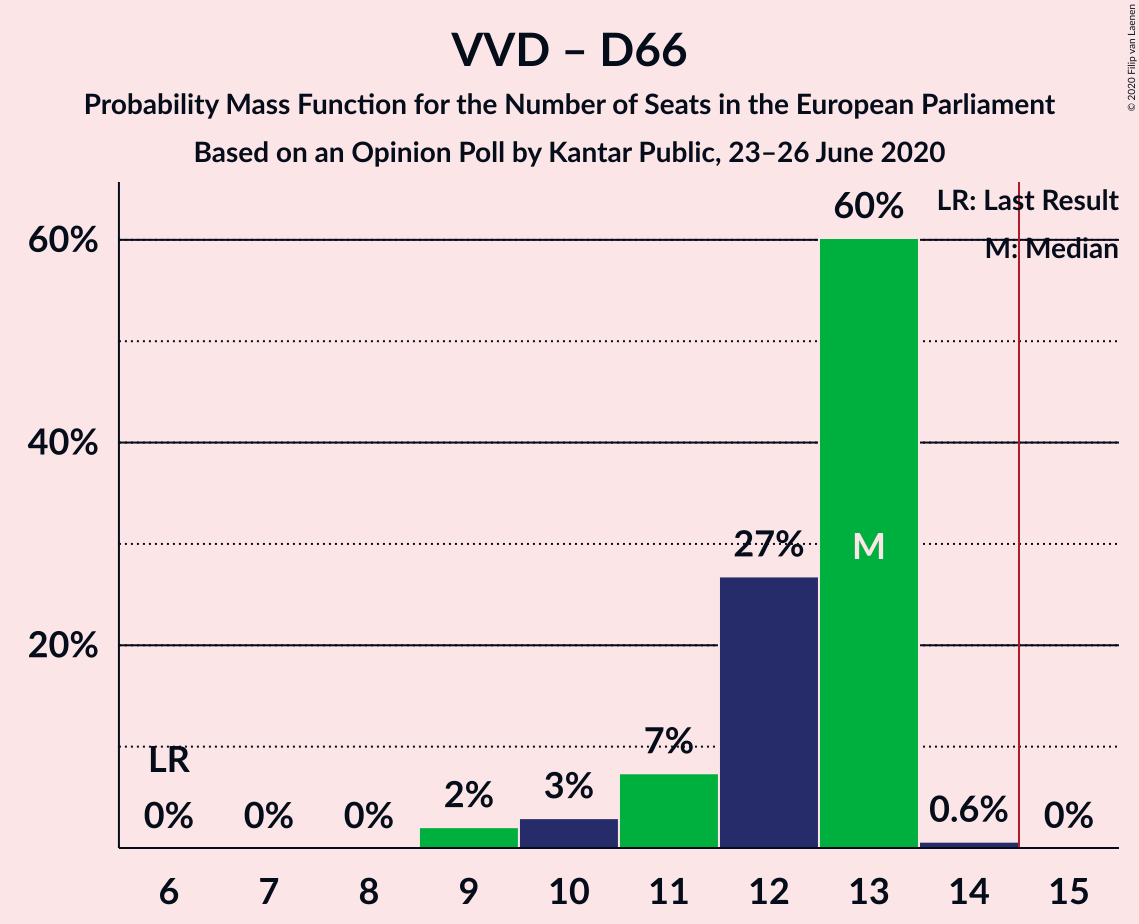 VVD – D66
Probability Mass Function for the Number of Seats in the European Parliament
Based on an Opinion Poll by Kantar Public, 23–26 June 2020
© 2020 Filip van Laenen
LR: Last Result
M: Median
60%
40%
20%
LR
0%
0%
0%
2%
3%
7%
27%
60%
M
0.6%
0%
6 7 8 9 10 11 12 13 14 15